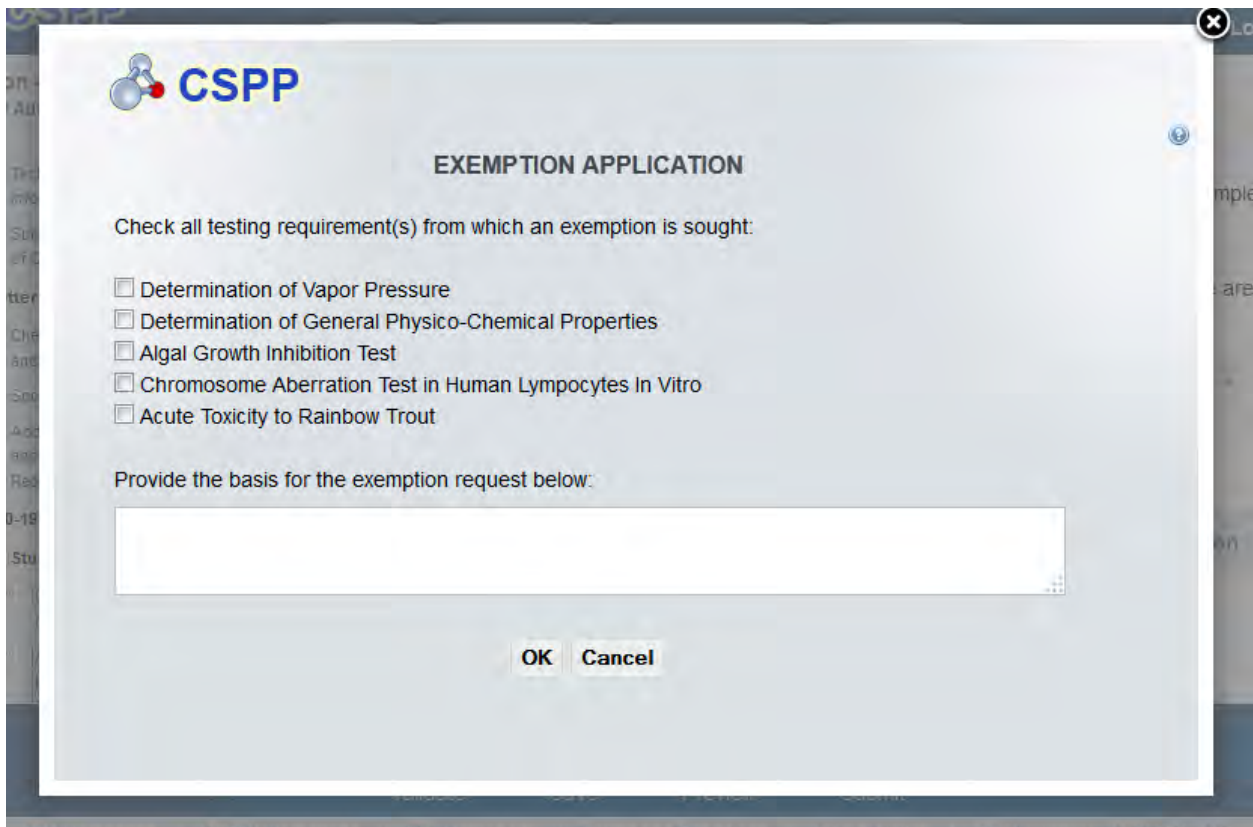 CSPP
EXEMPTION APPLICATION
Check all testing requirement(s) from which an exemption is sought:
Determination of Vapor Pressure
Determination of General Physico-Chemical Properties
Algal Growth Inhibition Test
Chromosome Aberration Test in Human Lympocytes In Vitro
Acute Toxicity to Rainbow Trout
Provide the basis for the exemption request below:
OK Cancel